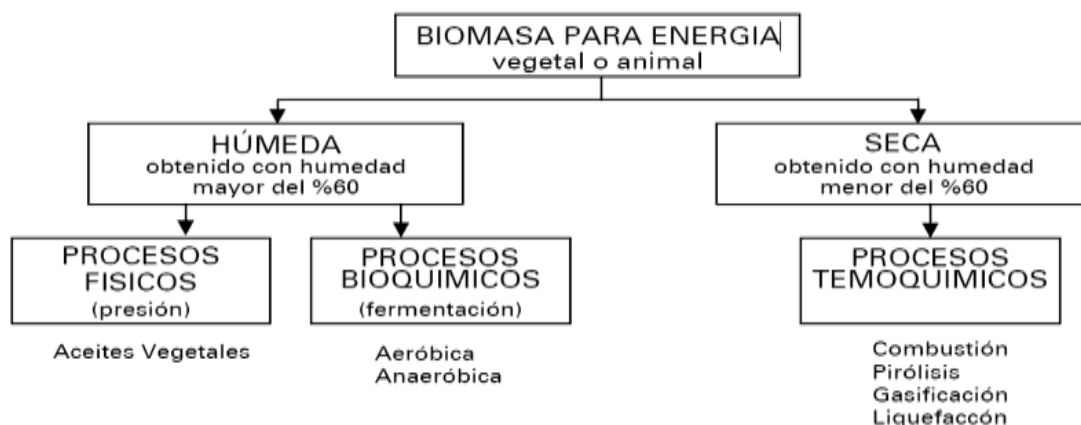 BIOMASA PARA ENERGIA
vegetal o animal
HÚMEDA
obtenido con humedad
mayor del %60
SECA
obtenido con humedad
menor del %60
PROCESOS
FISICOS
(presión)
PROCESOS
BIOQUIMICOS
(fermentación)
PROCESOS
TEMOQUIMICOS
Aceites Vegetales
Aeróbica
Anaeróbica
Combustión
Pirólisis
Gasificación
Liquefaccón